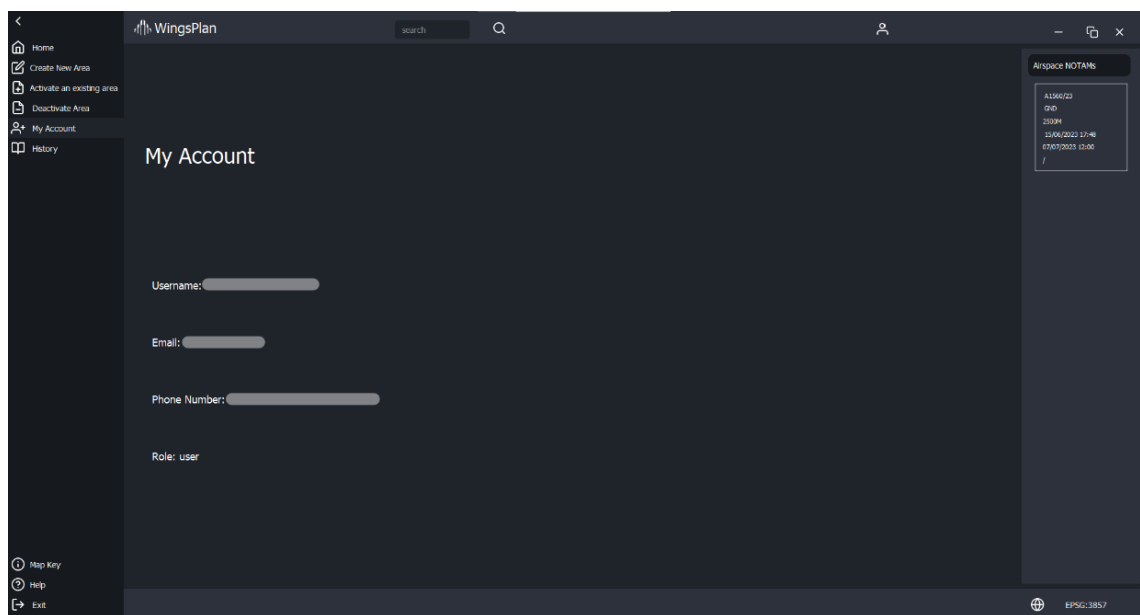 WingsPlan
search
Home
Create New Area
Activate an existing area
Deactivate Area
My Account
History
My Account
Username:
Email:
Phone Number:
Role: user
Airspace NOTAMs
A1560/23
GND
2500M
15/06/2023 17:48
07/07/2023 12:00
/
Map Key
Help
Exit
EPSG:3857